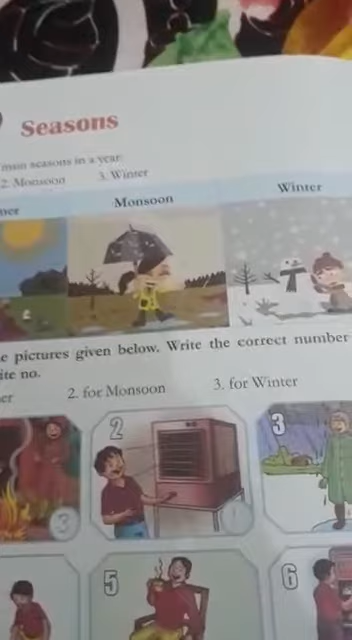 Seasons
main seasons in a year.
2. Monsoon 3. Winter
Monsoon Winter
pictures given below. Write the correct number
no.
2. for Monsoon 3. for Winter
2 3
3
5 6